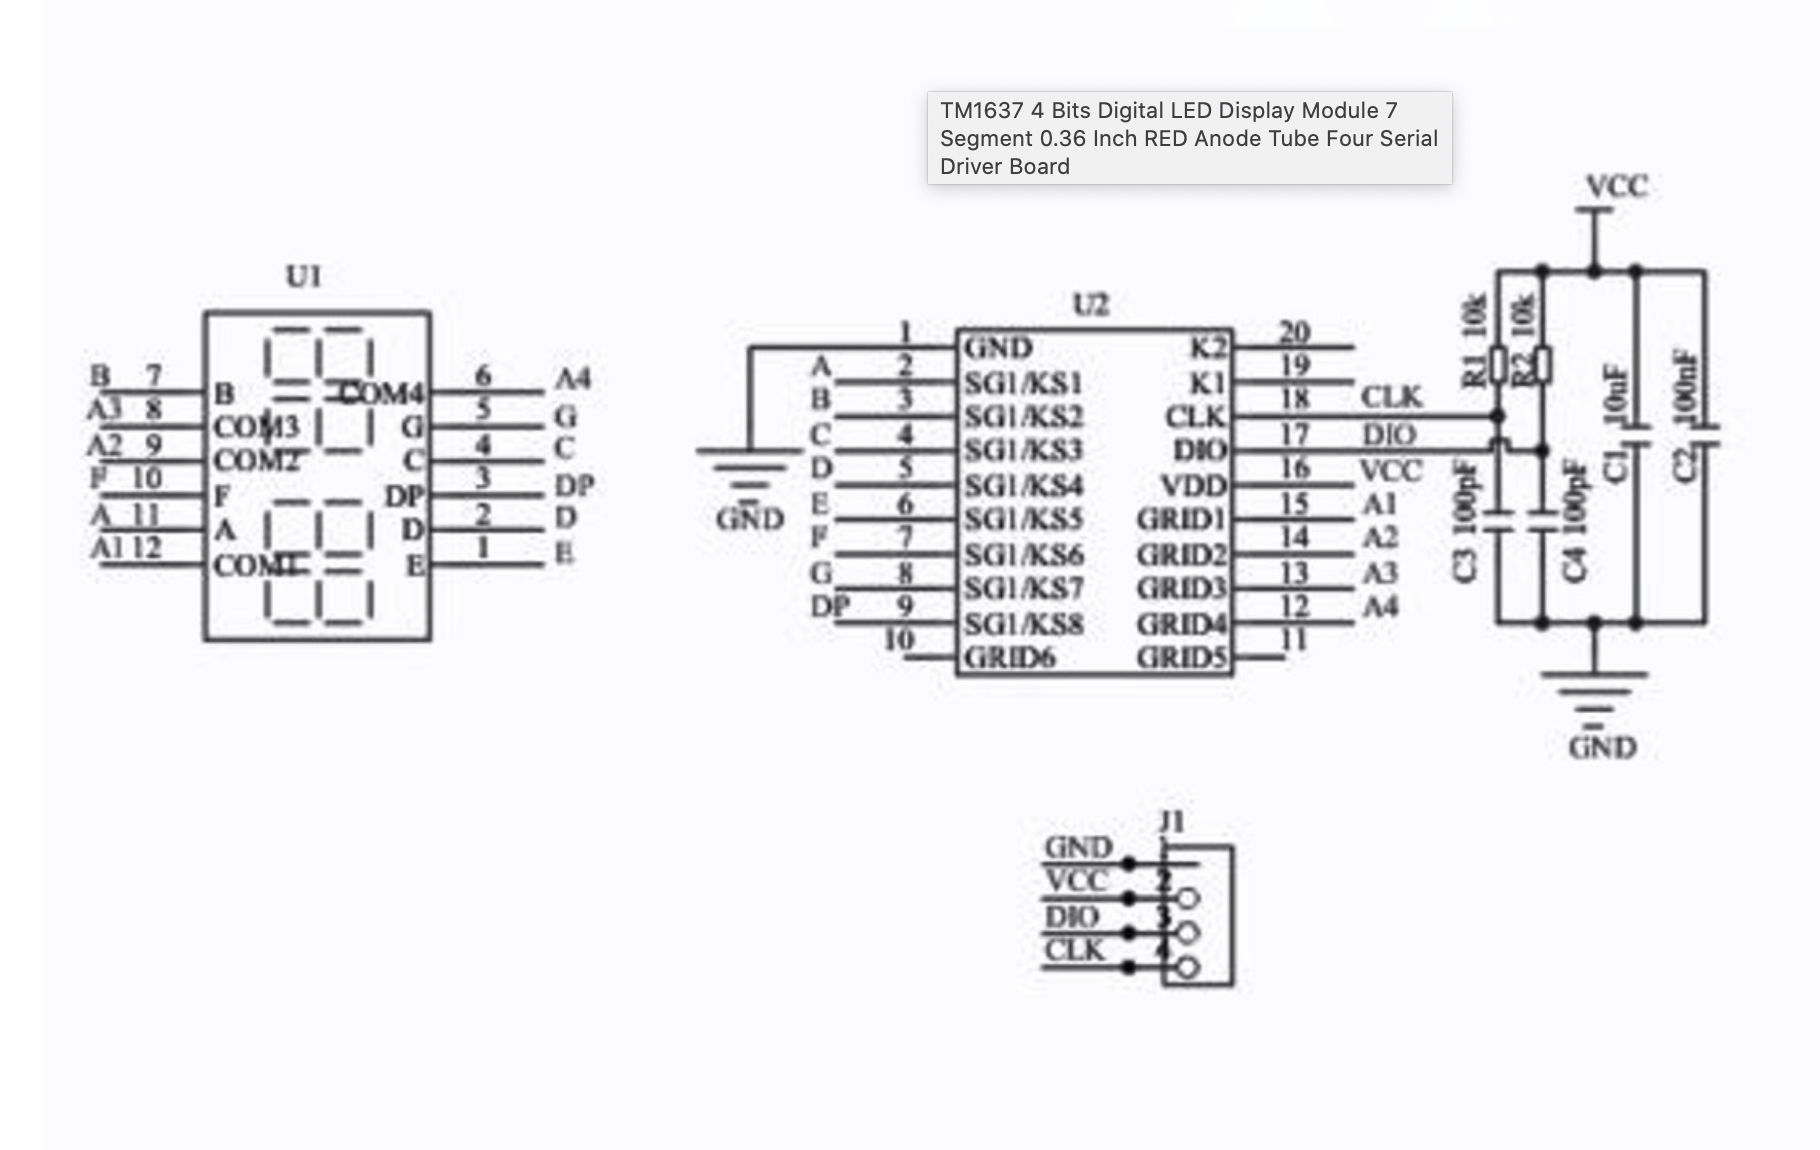 TM1637 4 Bits Digital LED Display Module 7
Segment 0.36 Inch RED Anode Tube Four Serial
Driver Board
U1
B 7
A3 8
A2 9
F 10
A 11
A1 12
B
COM3
COM2
F
A
COM1
COM4
G
C
DP
D
E
6 A4
5 G
4 C
3 DP
2 D
1 E
U2
1
A 2
B 3
C 4
D 5
E 6
F 7
G 8
DP 9
10
GND
SG1/KS1
SG1/KS2
SG1/KS3
SG1/KS4
SG1/KS5
SG1/KS6
SG1/KS7
SG1/KS8
GRID6
K2
K1
CLK
DIO
VDD
GRID1
GRID2
GRID3
GRID4
GRID5
20
19
18 CLK
17 DIO
16 VCC
15 A1
14 A2
13 A3
12 A4
11
GND
VCC
R1 10k
R2 10k
C3 100pF
C4 100pF
C1 10uF
C2 100nF
GND
J1
GND
VCC 2
DIO 3
CLK 4